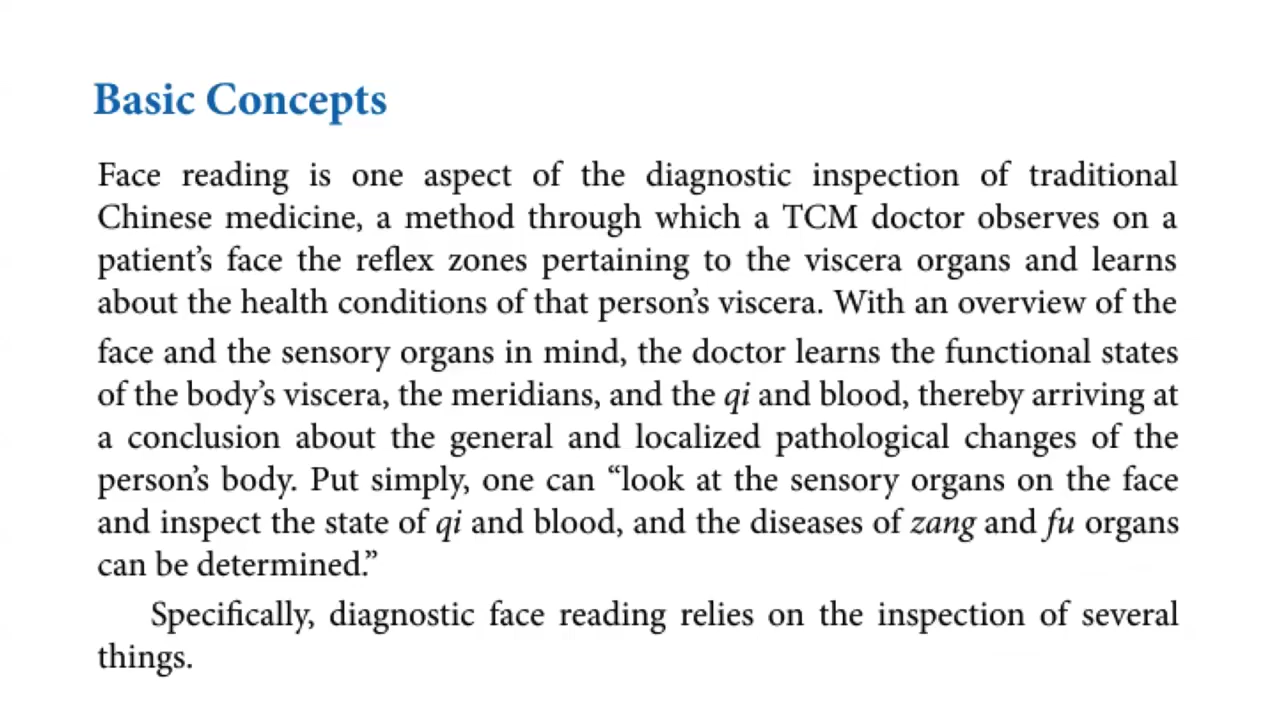 Basic Concepts
Face reading is one aspect of the diagnostic inspection of traditional
Chinese medicine, a method through which a TCM doctor observes on a
patient’s face the reflex zones pertaining to the viscera organs and learns
about the health conditions of that person’s viscera. With an overview of the
face and the sensory organs in mind, the doctor learns the functional states
of the body’s viscera, the meridians, and the qi and blood, thereby arriving at
a conclusion about the general and localized pathological changes of the
person’s body. Put simply, one can “look at the sensory organs on the face
and inspect the state of qi and blood, and the diseases of zang and fu organs
can be determined.”
Specifically, diagnostic face reading relies on the inspection of several
things.